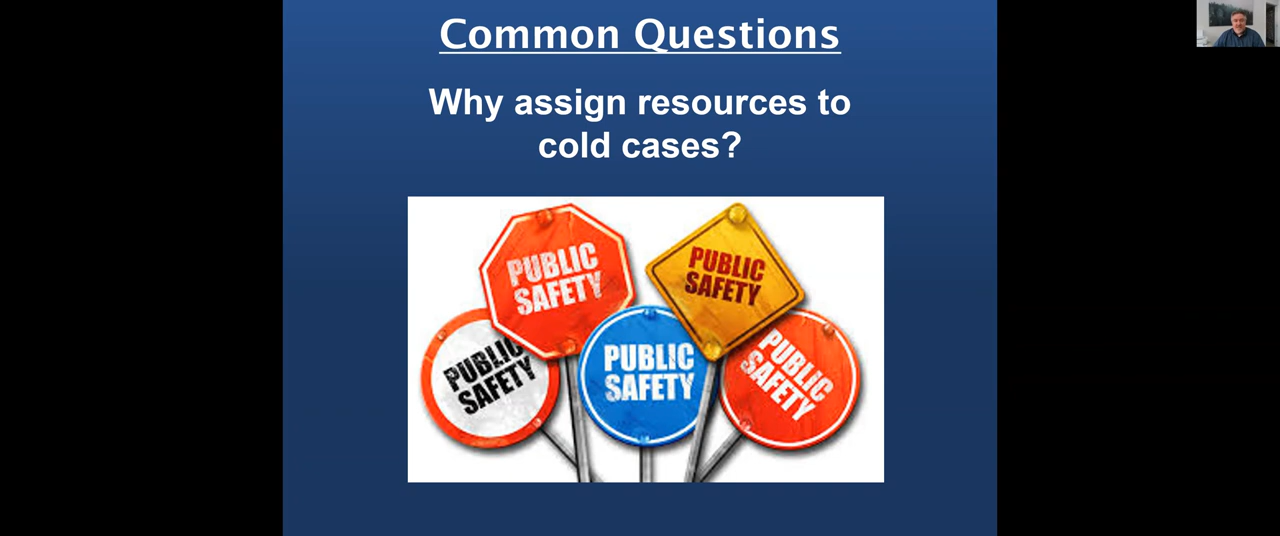 Common Questions
Why assign resources to
cold cases?
PUBLIC
SAFETY
PUBLIC
SAFETY
PUBLIC
SAFETY
PUBLIC
SAFETY
PUBLIC
SAFETY